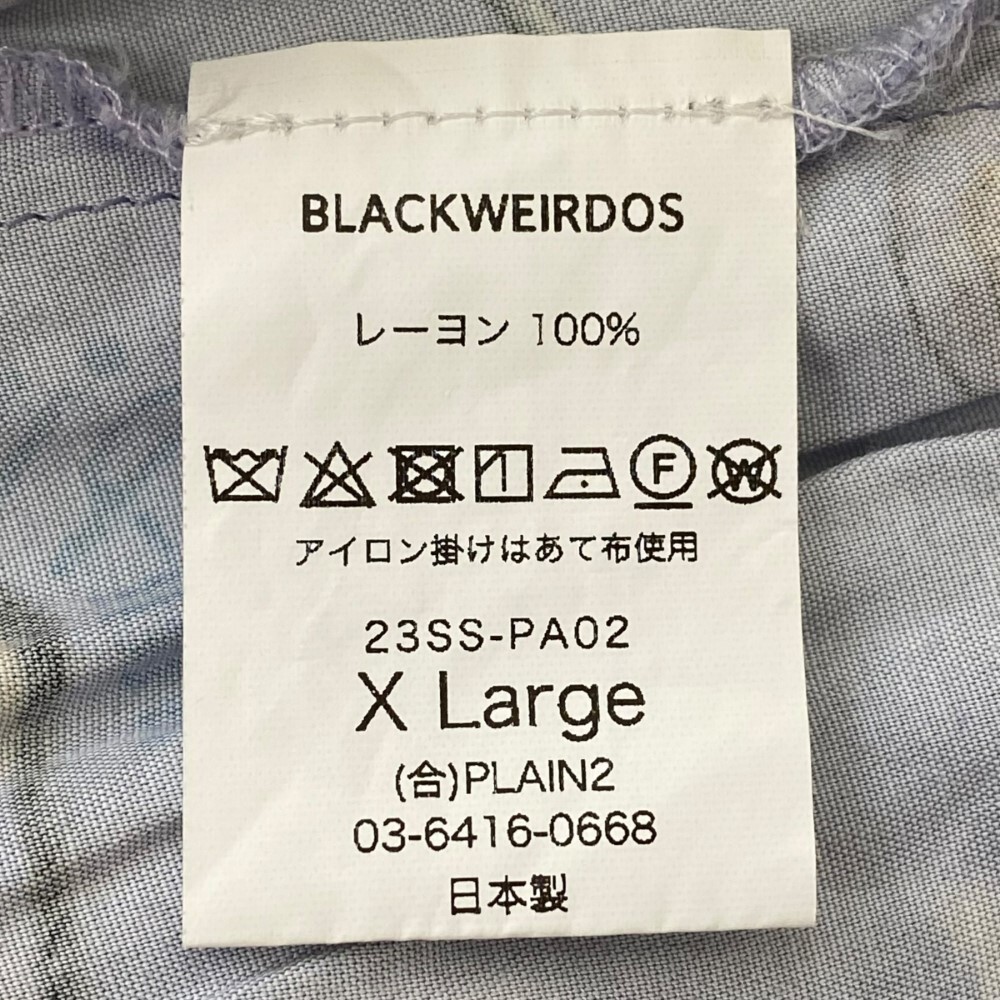 BLACKWEIRDOS
レーヨン 100%
F W
アイロン掛けはあて布使用
23SS-PA02
X Large
(合)PLAIN2
03-6416-0668
日本製